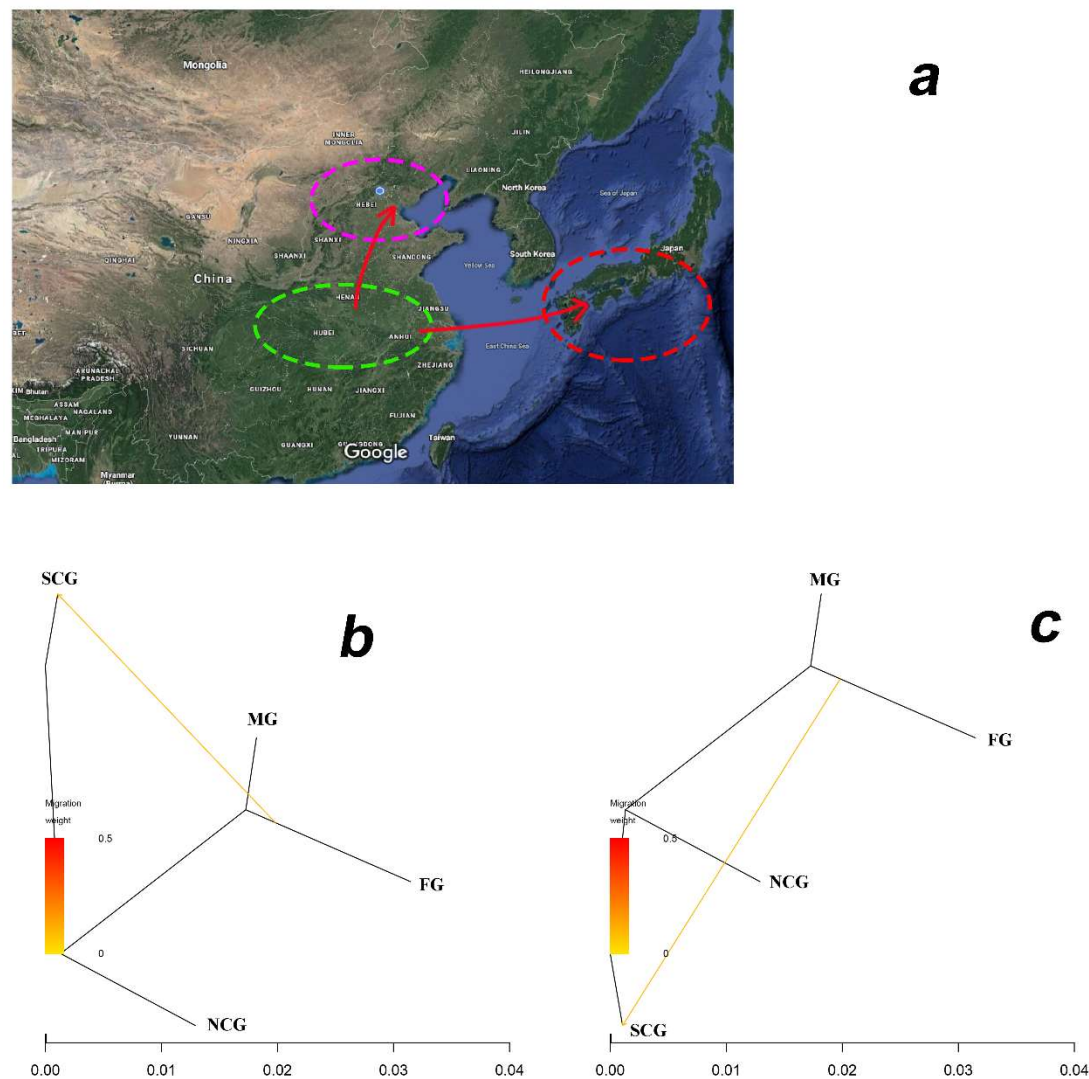 a
Mongolia
HEILONGJIANG
JILIN
INNER
MONGOLIA
LIAONING
North Korea
Sea of Japan
HEBEI
GANSU
NINGXIA
SHANXI
SHANDONG
South Korea
Japan
QINGHAI
SHAANXI
Yellow Sea
China
HENAN
JIANGSU
HUBEI
ANHUI
East China Sea
SICHUAN
ZHEJIANG
ARUNACHAL
PRADESH
Bhutan
GUIZHOU
HUNAN
JIANGXI
ASSAM
NAGALAND
MEGHALAYA
FUJIAN
MANIPUR
Bangladesh
YUNNAN
Taiwan
TRIPURA
GUANGXI
MIZORAM
Google
Myanmar
(Burma)
SCG
b
MG
Migration
weight
0.5
FG
0
NCG
0.00 0.01 0.02 0.03 0.04
MG
c
FG
Migration
weight
0.5
NCG
0
SCG
0.00 0.01 0.02 0.03 0.04